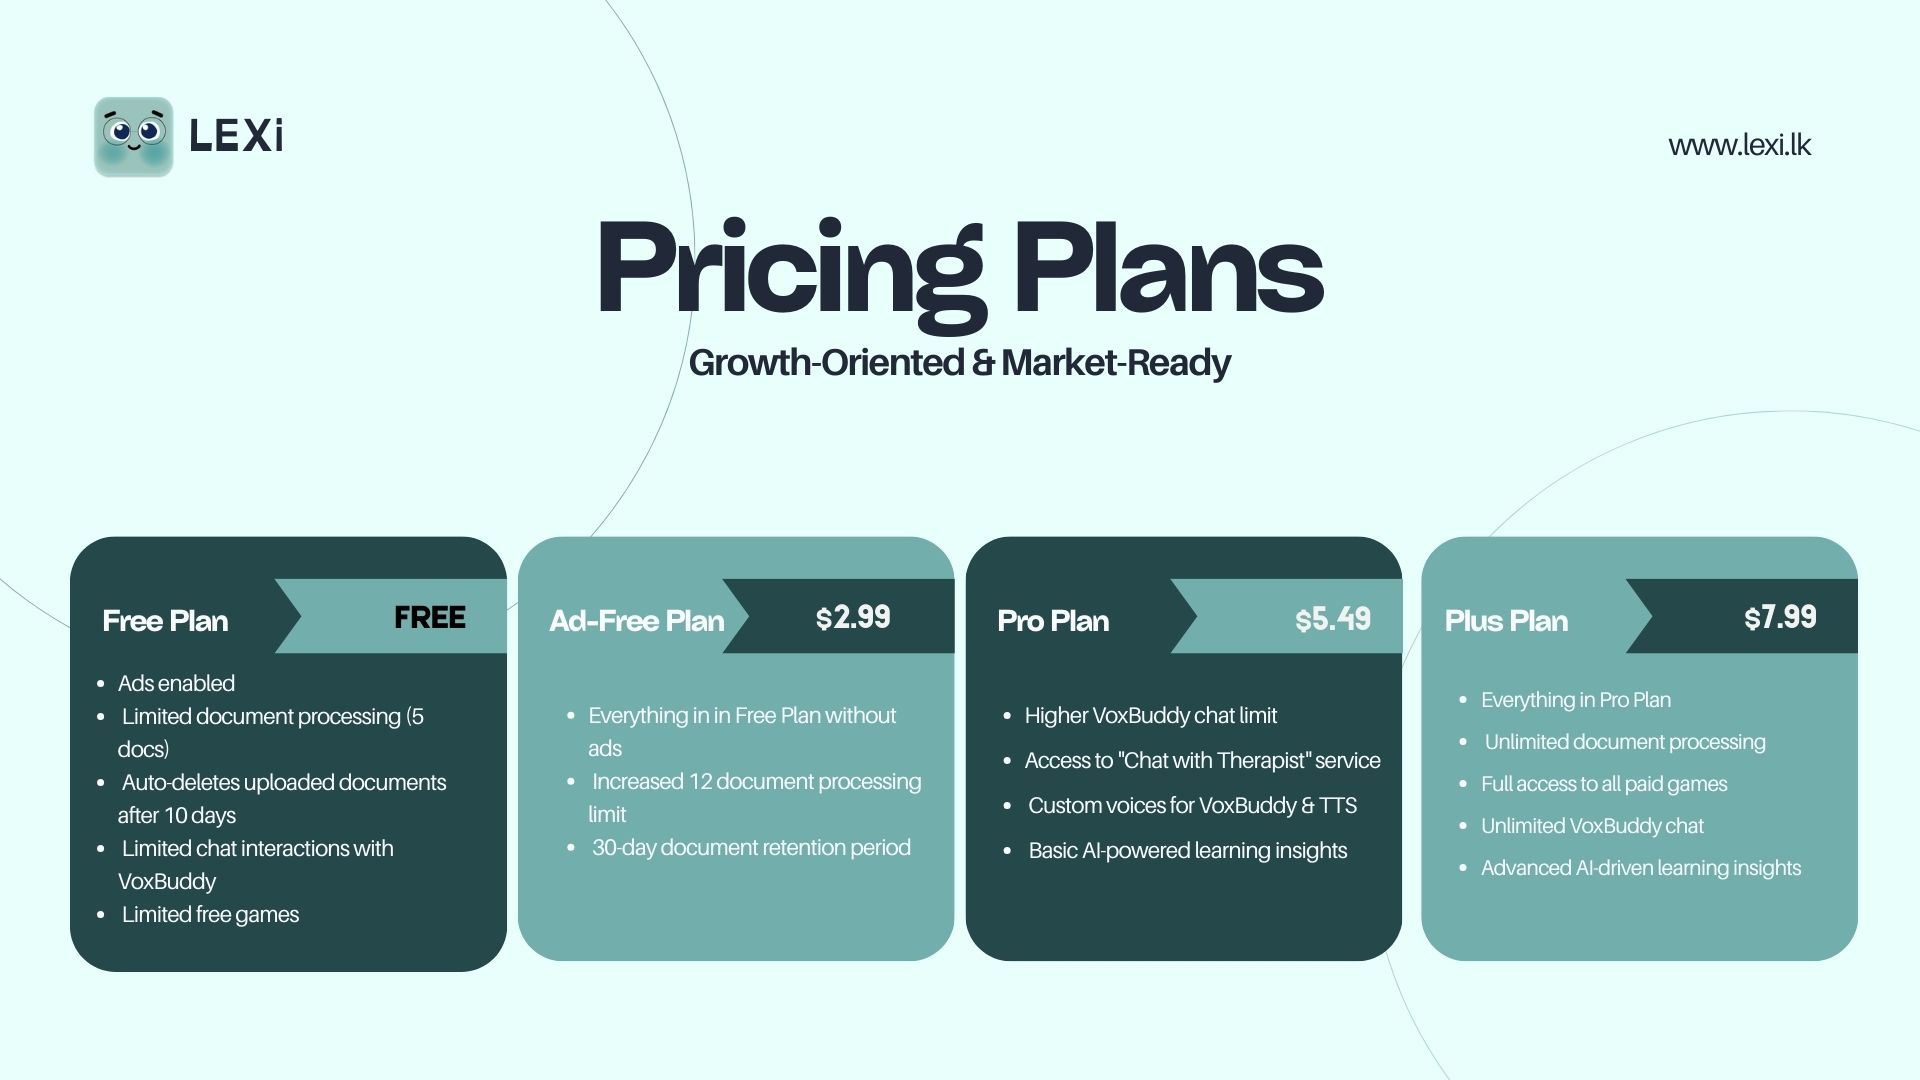 LEXi
www.lexi.lk
Pricing Plans
Growth-Oriented & Market-Ready
Free Plan
FREE
• Ads enabled
• Limited document processing (5
docs)
• Auto-deletes uploaded documents
after 10 days
• Limited chat interactions with
VoxBuddy
• Limited free games
Ad-Free Plan
$2.99
• Everything in in Free Plan without
ads
• Increased 12 document processing
limit
• 30-day document retention period
Pro Plan
$5.49
• Higher VoxBuddy chat limit
• Access to "Chat with Therapist" service
• Custom voices for VoxBuddy & TTS
• Basic AI-powered learning insights
Plus Plan
$7.99
• Everything in Pro Plan
• Unlimited document processing
• Full access to all paid games
• Unlimited VoxBuddy chat
• Advanced AI-driven learning insights